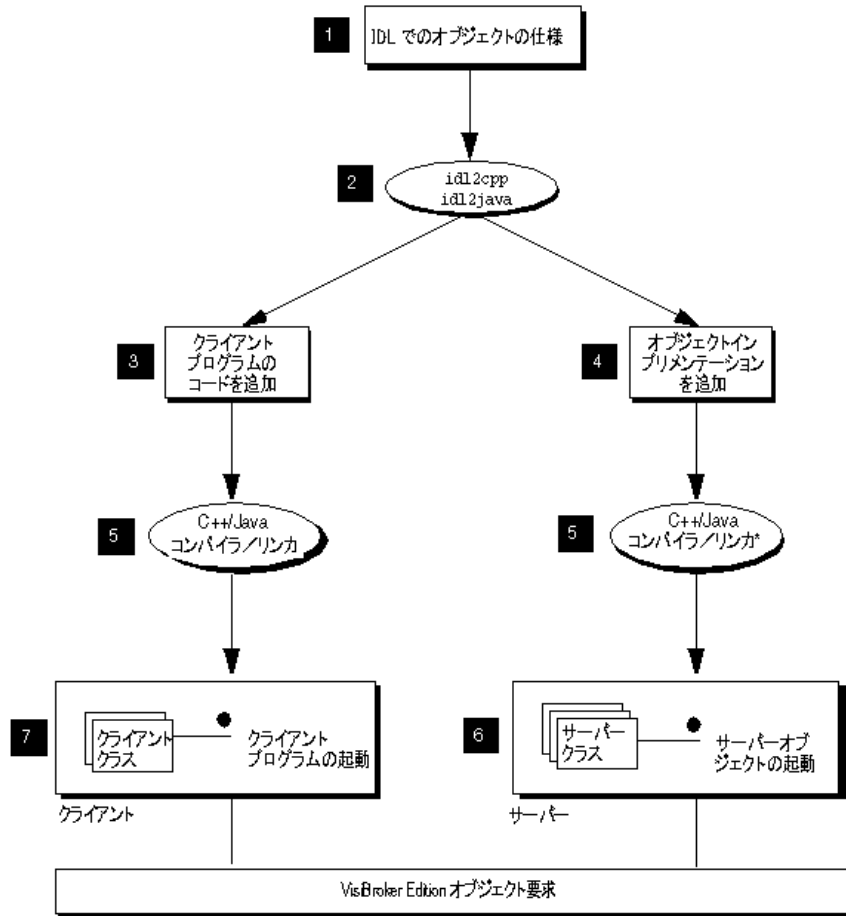 1
IDL でのオブジェクトの仕様
2
idl2cpp
idl2java
3
クライアント
プログラムの
コードを追加
4
オブジェクトイン
プリメンテーション
を追加
5
C++/Java
コンパイラ／リンカ
5
C++/Java
コンパイラ／リンカ*
7
クライアント
クラス
クライアント
プログラムの起動
クライアント
6
サーバー
クラス
サーバーオブ
ジェクトの起動
サーバー
VisiBroker Edition オブジェクト要求